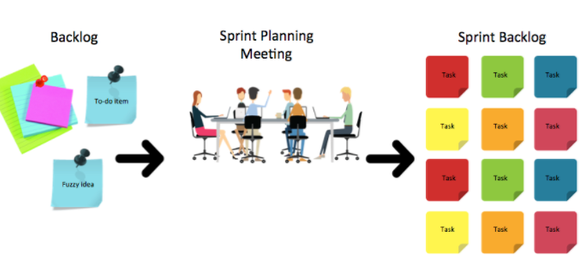 Backlog
To-do item
Fuzzy idea
Sprint Planning
Meeting
Sprint Backlog
Task
Task
Task
Task
Task
Task
Task
Task
Task
Task
Task
Task